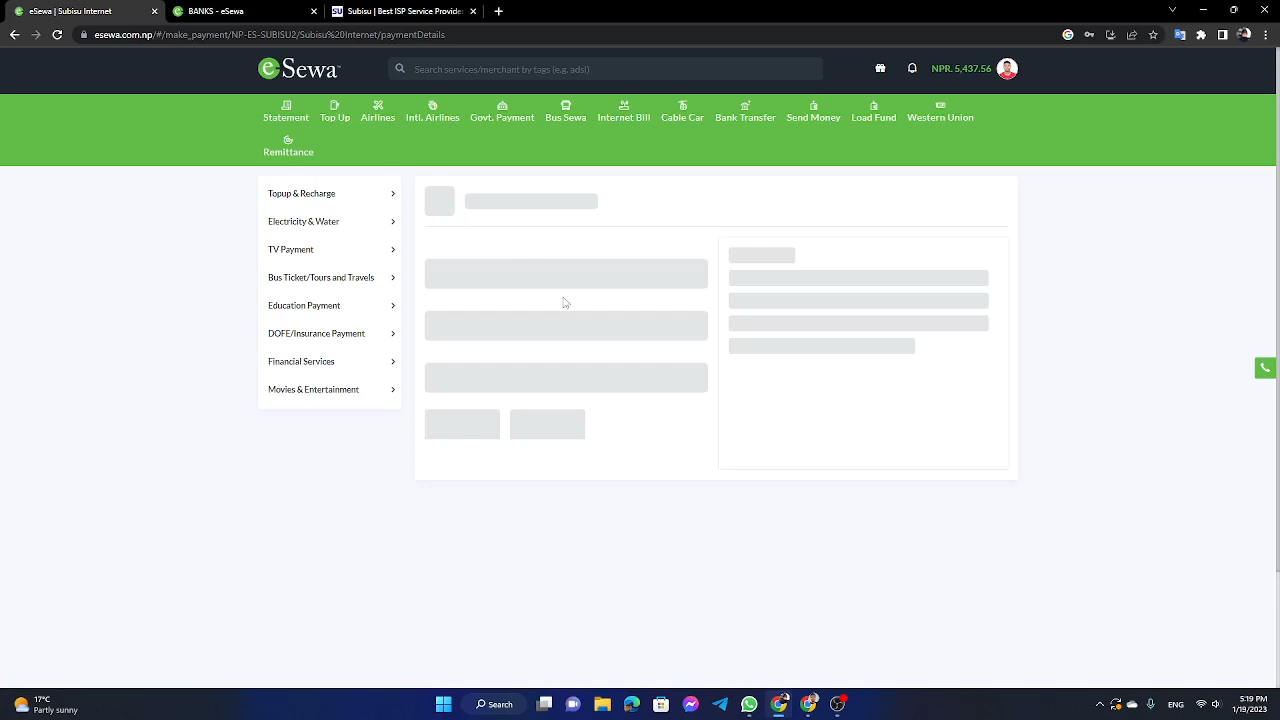 eSewa | Subisu Internet
BANKS - eSewa
SU Subisu | Best ISP Service Provider
esewa.com.np/#/make_payment/NP-ES-SUBISU2/Subisu%20Internet/paymentDetails
eSewa™
Search services/merchant by tags (e.g. adsl)
NPR. 5,437.56
Statement
Top Up
Airlines
Intl. Airlines
Govt. Payment
Bus Sewa
Internet Bill
Cable Car
Bank Transfer
Send Money
Load Fund
Western Union
Remittance
Topup & Recharge
Electricity & Water
TV Payment
Bus Ticket/Tours and Travels
Education Payment
DOFE/Insurance Payment
Financial Services
Movies & Entertainment
17°C
Partly sunny
Search
ENG
5:19 PM
1/19/2023